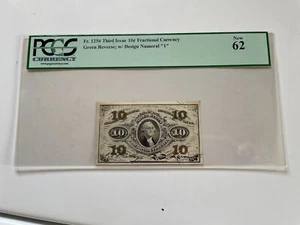 PCGS
CURRENCY
Fr. 1256 Third Issue 10¢ Fractional Currency
Green Reverse; w/ Design Numeral "1"
New
62
10 10
10 10